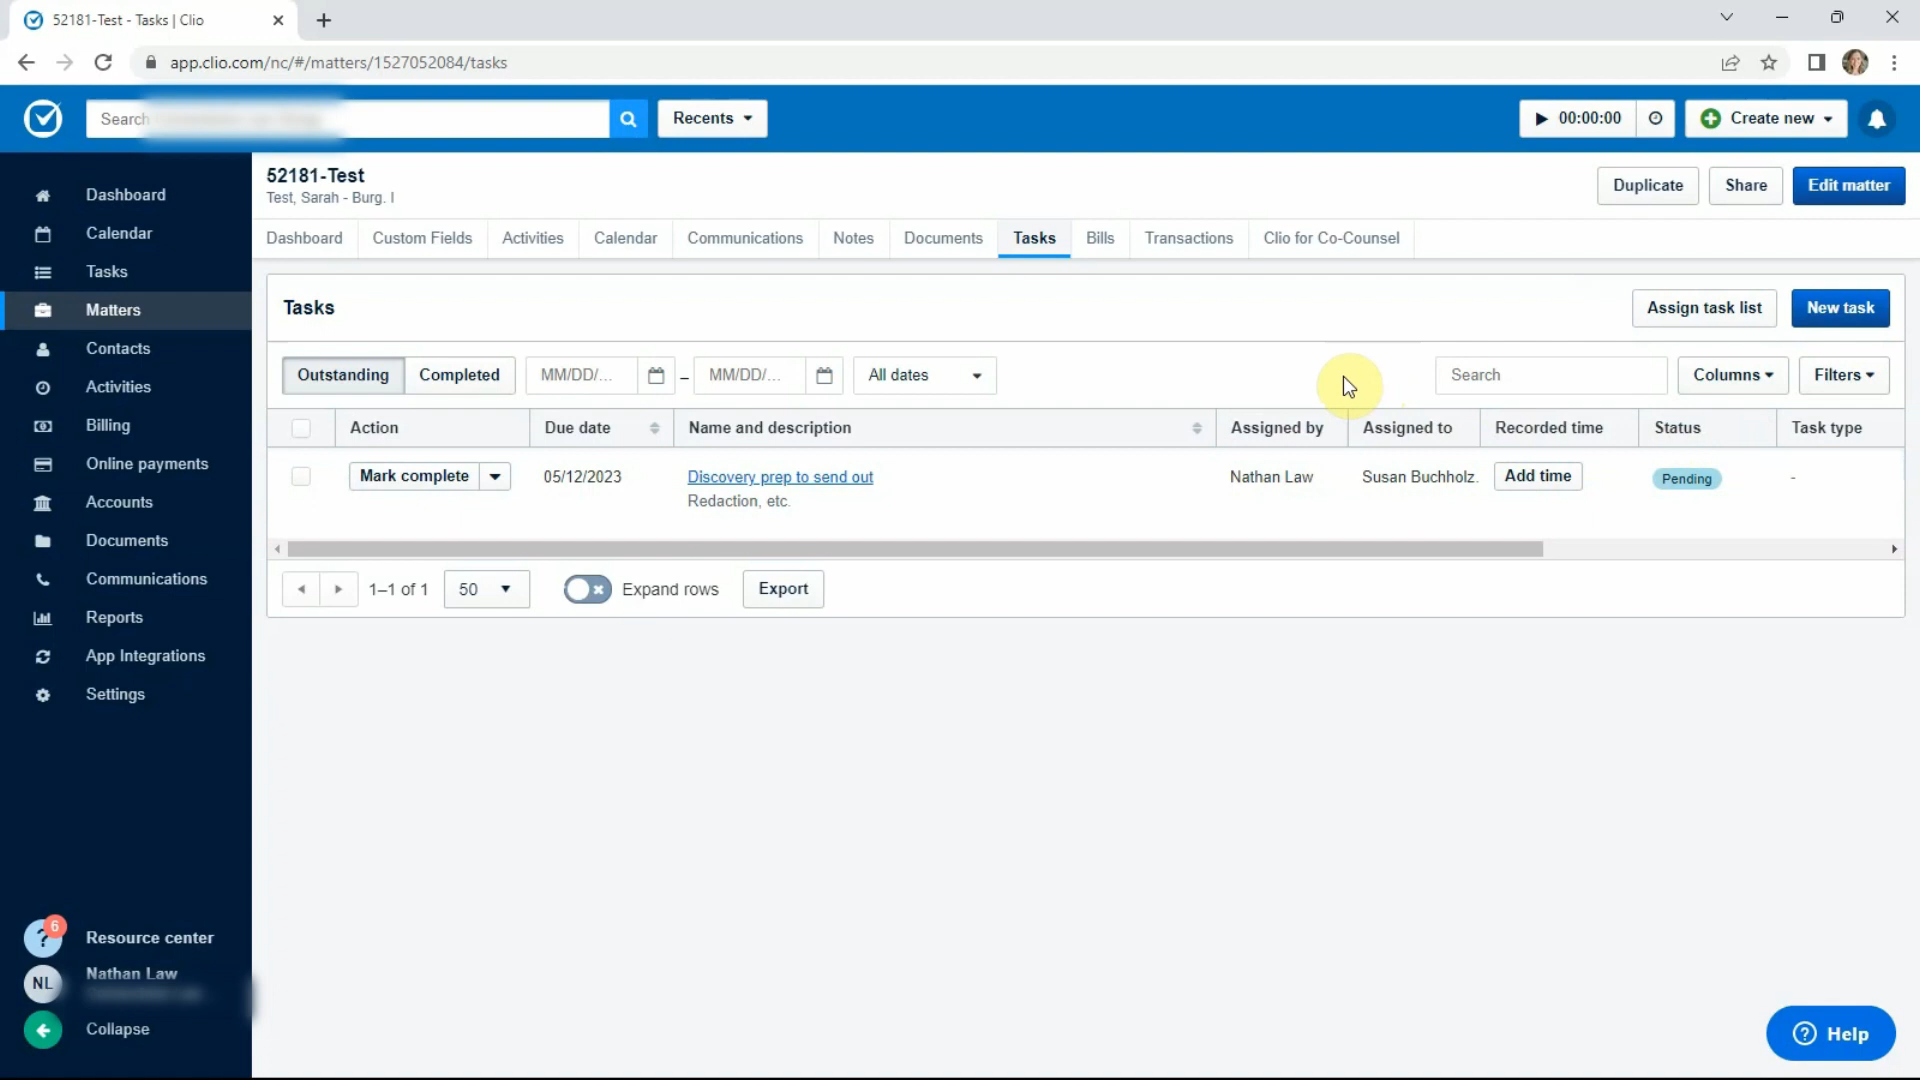 52181-Test - Tasks | Clio
app.clio.com/nc/#/matters/1527052084/tasks
Search
Recents
00:00:00
Create new
Dashboard
Calendar
Tasks
Matters
Contacts
Activities
Billing
Online payments
Accounts
Documents
Communications
Reports
App Integrations
Settings
6
?
Resource center
NL
Nathan Law
Collapse
52181-Test
Test, Sarah - Burg. I
Duplicate
Share
Edit matter
Dashboard Custom Fields Activities Calendar Communications Notes Documents Tasks Bills Transactions Clio for Co-Counsel
Tasks
Assign task list
New task
Outstanding Completed MM/DD/... – MM/DD/... All dates Search Columns Filters
Action Due date Name and description Assigned by Assigned to Recorded time Status Task type
Mark complete 05/12/2023 Discovery prep to send out Nathan Law Susan Buchholz. Add time Pending -
Redaction, etc.
1–1 of 1 50 Expand rows Export
? Help